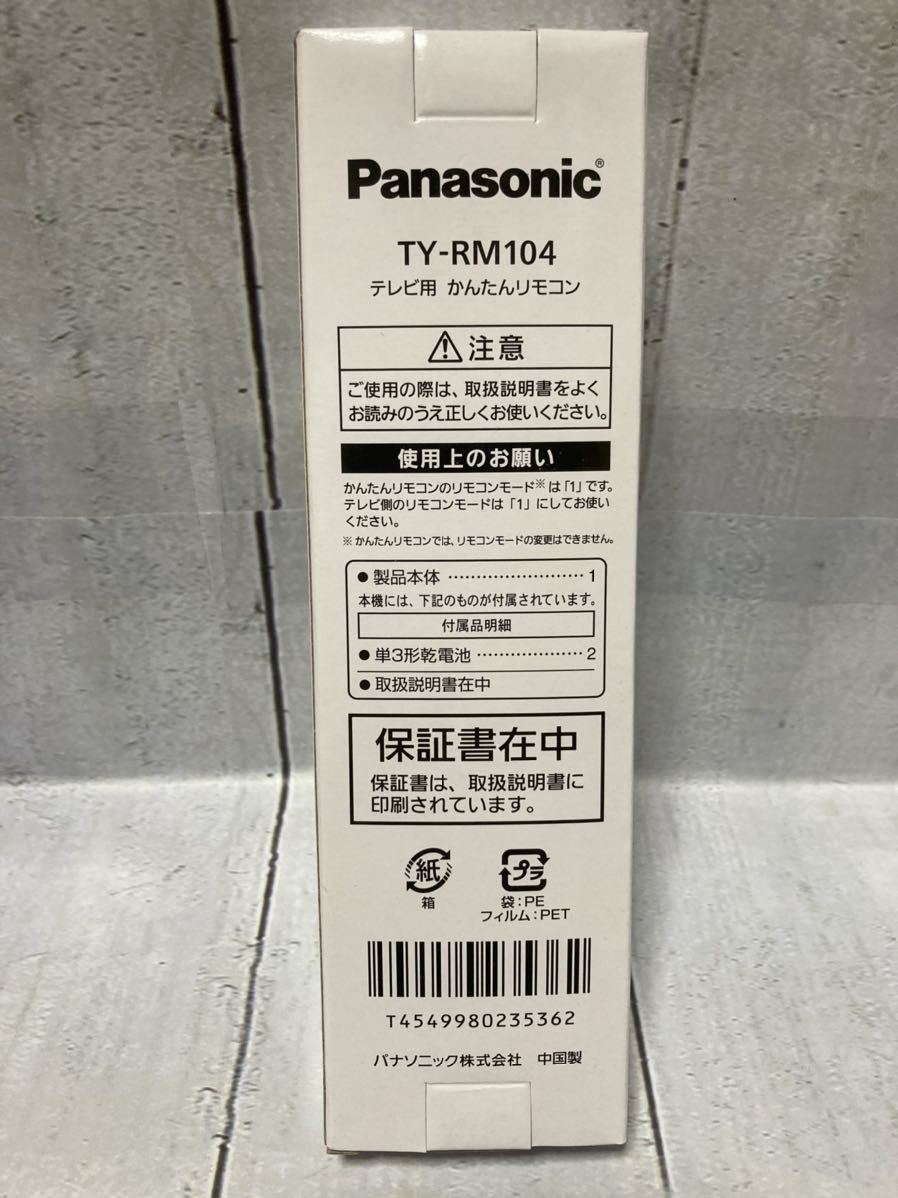 Panasonic®
TY-RM104
テレビ用 かんたんリモコン
⚠注意
ご使用の際は、取扱説明書をよく
お読みのうえ正しくお使いください。
使用上のお願い
かんたんリモコンのリモコンモード※は「1」です。
テレビ側のリモコンモードは「1」にしてお使い
ください。
※ かんたんリモコンでは、リモコンモードの変更はできません。
●製品本体 ……………………1
本機には、下記のものが付属されています。
付属品明細
●単3形乾電池 ………………2
●取扱説明書在中
保証書在中
保証書は、取扱説明書に
印刷されています。
紙 プラ
箱 袋:PE
フィルム:PET
T4549980235362
パナソニック株式会社 中国製